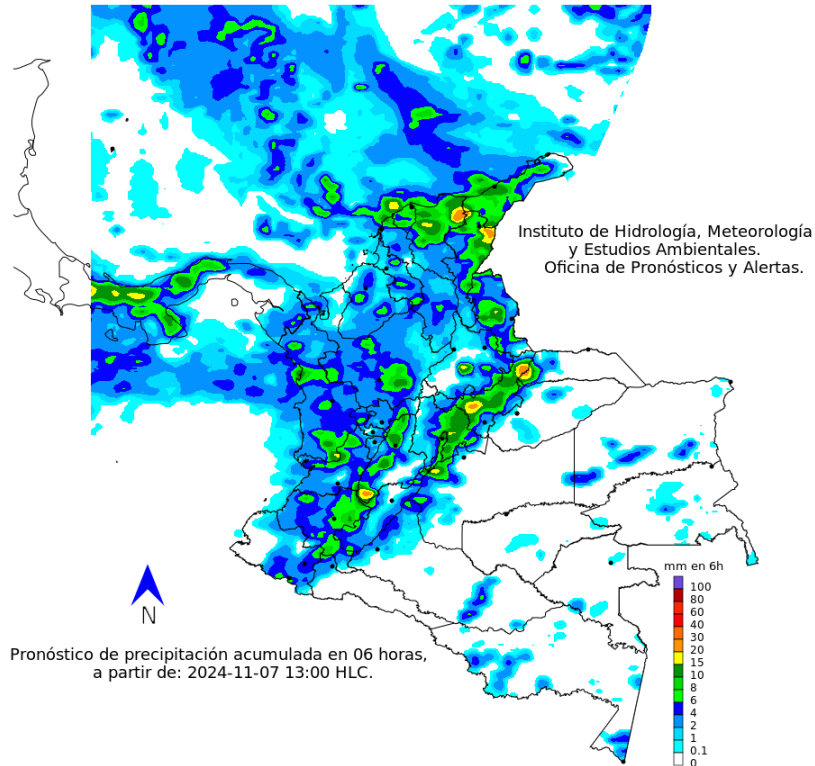 Instituto de Hidrología, Meteorología
y Estudios Ambientales.
Oficina de Pronósticos y Alertas.
mm en 6h
100
80
60
40
30
20
15
10
8
6
4
2
1
0.1
0
N
Pronóstico de precipitación acumulada en 06 horas,
a partir de: 2024-11-07 13:00 HLC.